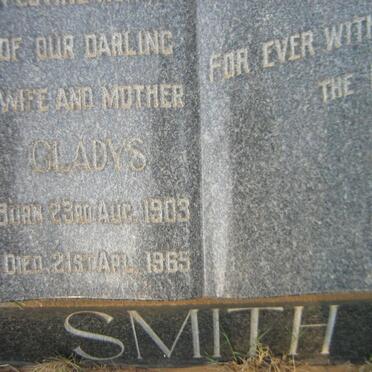 OF OUR DARLING
WIFE AND MOTHER
GLADYS
BORN 23RD AUG. 1903
DIED 21ST APL. 1965
FOR EVER WITH
THE
SMITH